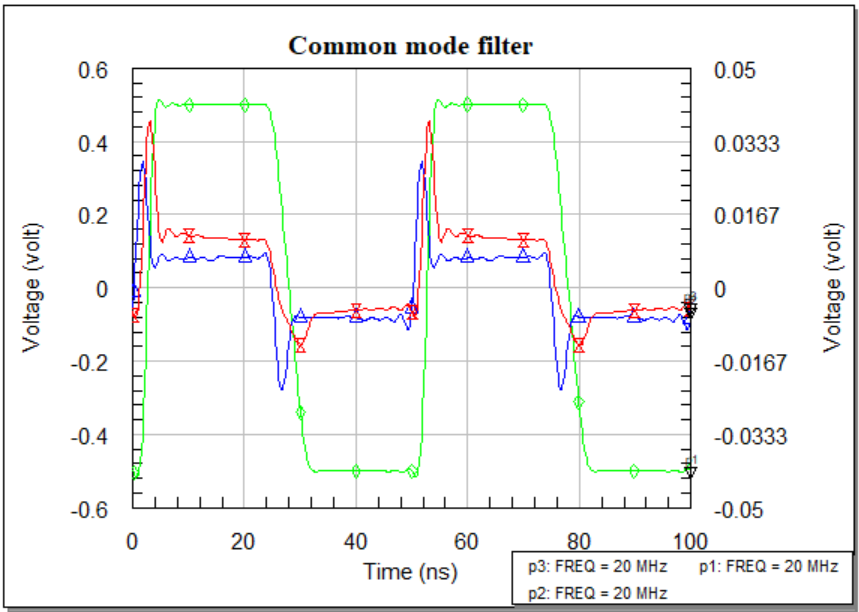 Common mode filter
0.6 0.05
0.4 0.0333
0.2 0.0167
0 0
-0.2 -0.0167
-0.4 -0.0333
-0.6 -0.05
Voltage (volt)
Voltage (volt)
p1
0 20 40 60 80 100
Time (ns)
p3: FREQ = 20 MHz p1: FREQ = 20 MHz
p2: FREQ = 20 MHz